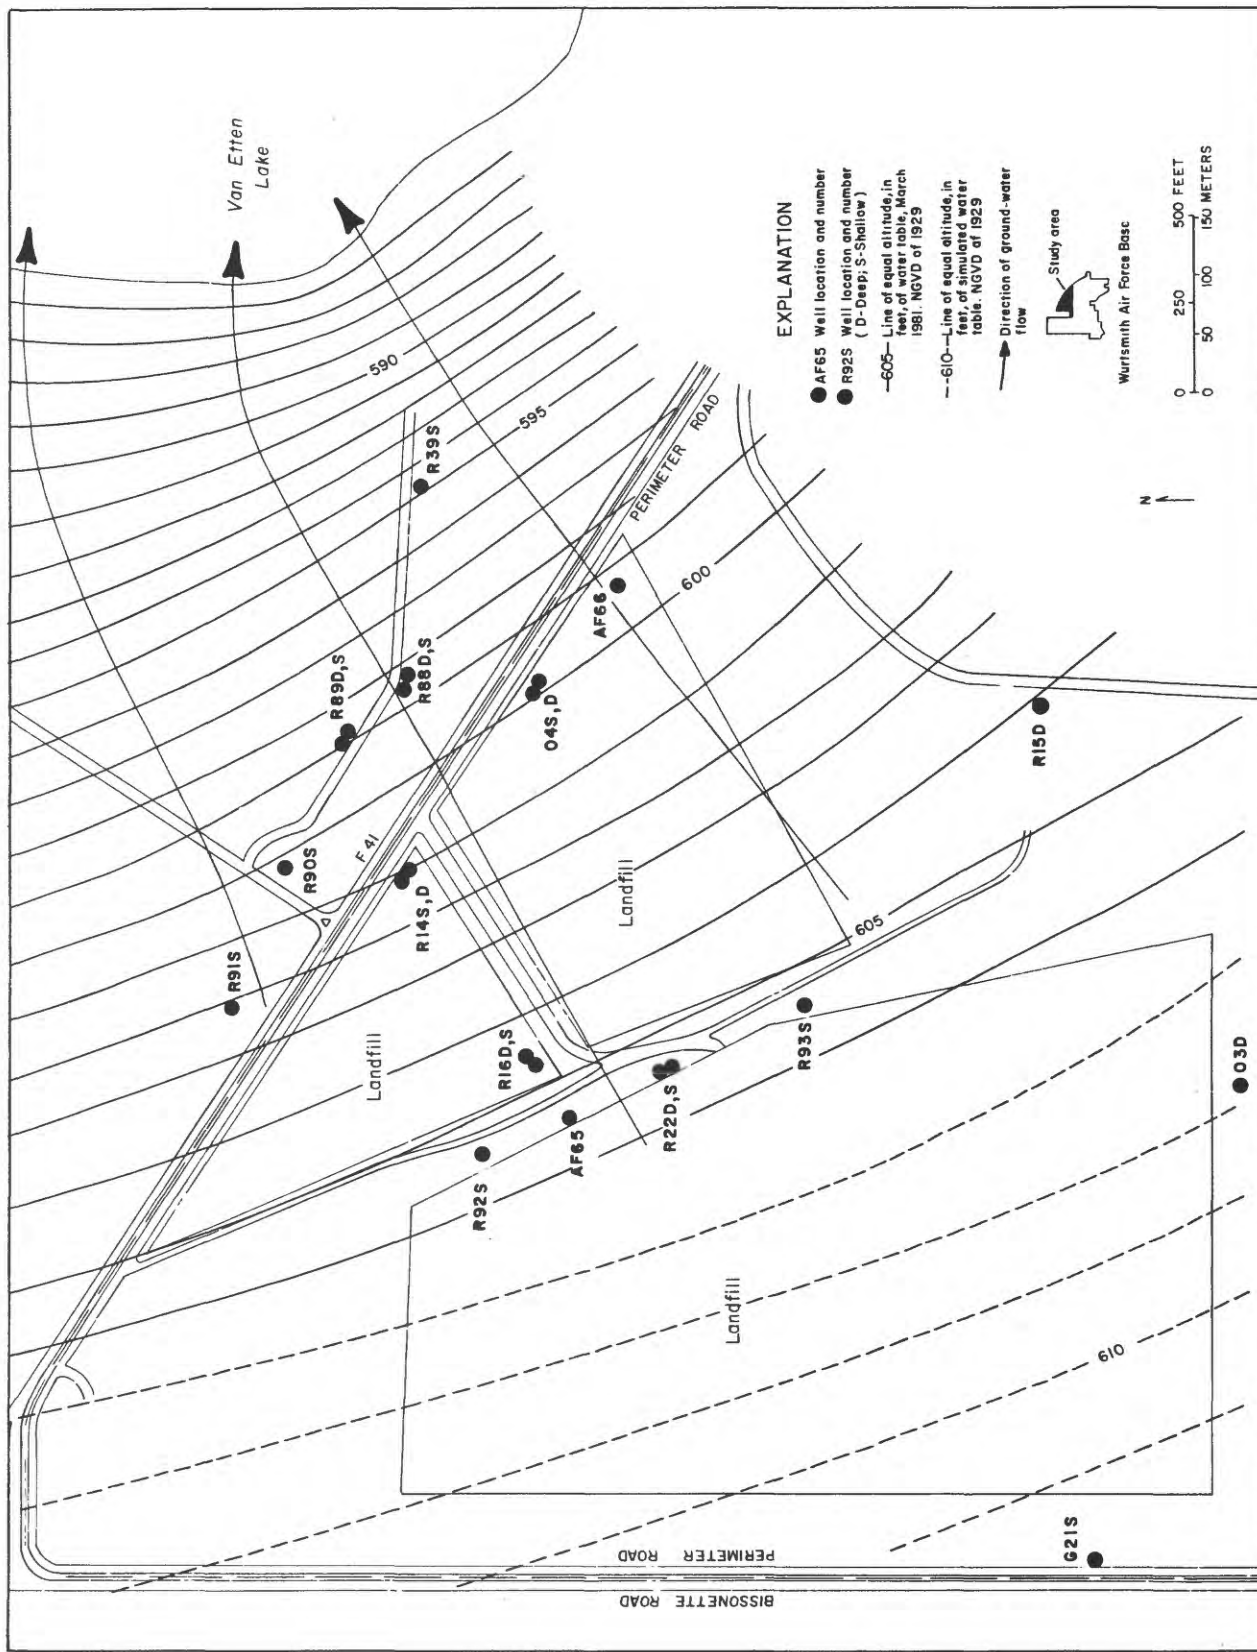 Van Etten
Lake
590
595
R39S
PERIMETER ROAD
600
AF66
R89D,S
R88D,S
04S,D
R15D
F 41
R90S
R14S,D
Landfill
605
R91S
Landfill
R16D,S
R93S
R22D,S
AF65
R92S
03D
Landfill
610
G21S
PERIMETER ROAD
BISSONETTE ROAD
EXPLANATION
AF65 Well location and number
R92S Well location and number
(D-Deep; S-Shallow)
—605— Line of equal altitude, in
feet, of water table, March
1981. NGVD of 1929
--610-- Line of equal altitude, in
feet, of simulated water
table. NGVD of 1929
Direction of ground-water
flow
Study area
Wurtsmith Air Force Base
0 250 500 FEET
0 50 100 150 METERS
N